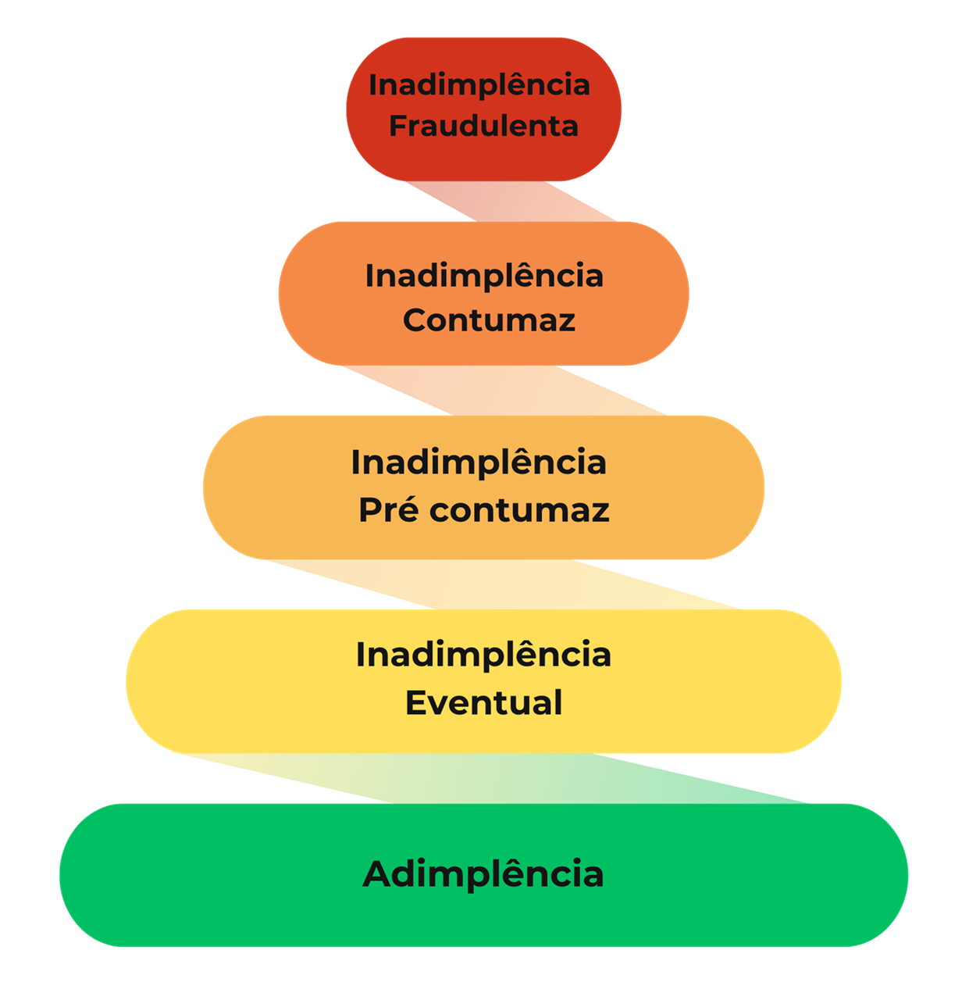 Inadimplência
Fraudulenta
Inadimplência
Contumaz
Inadimplência
Pré contumaz
Inadimplência
Eventual
Adimplência